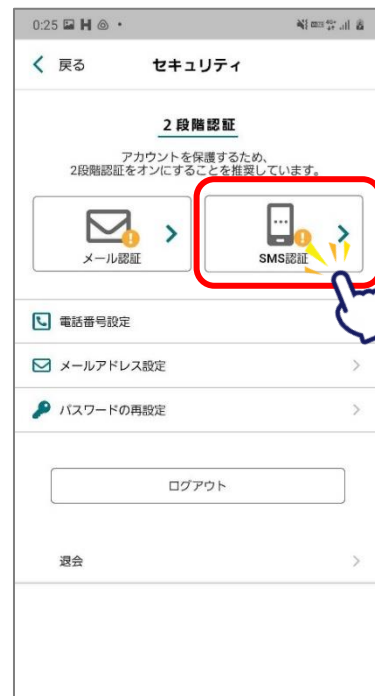 0:25
戻る
セキュリティ
2段階認証
アカウントを保護するため、
2段階認証をオンにすることを推奨しています。
メール認証
SMS認証
電話番号設定
メールアドレス設定
パスワードの再設定
ログアウト
退会